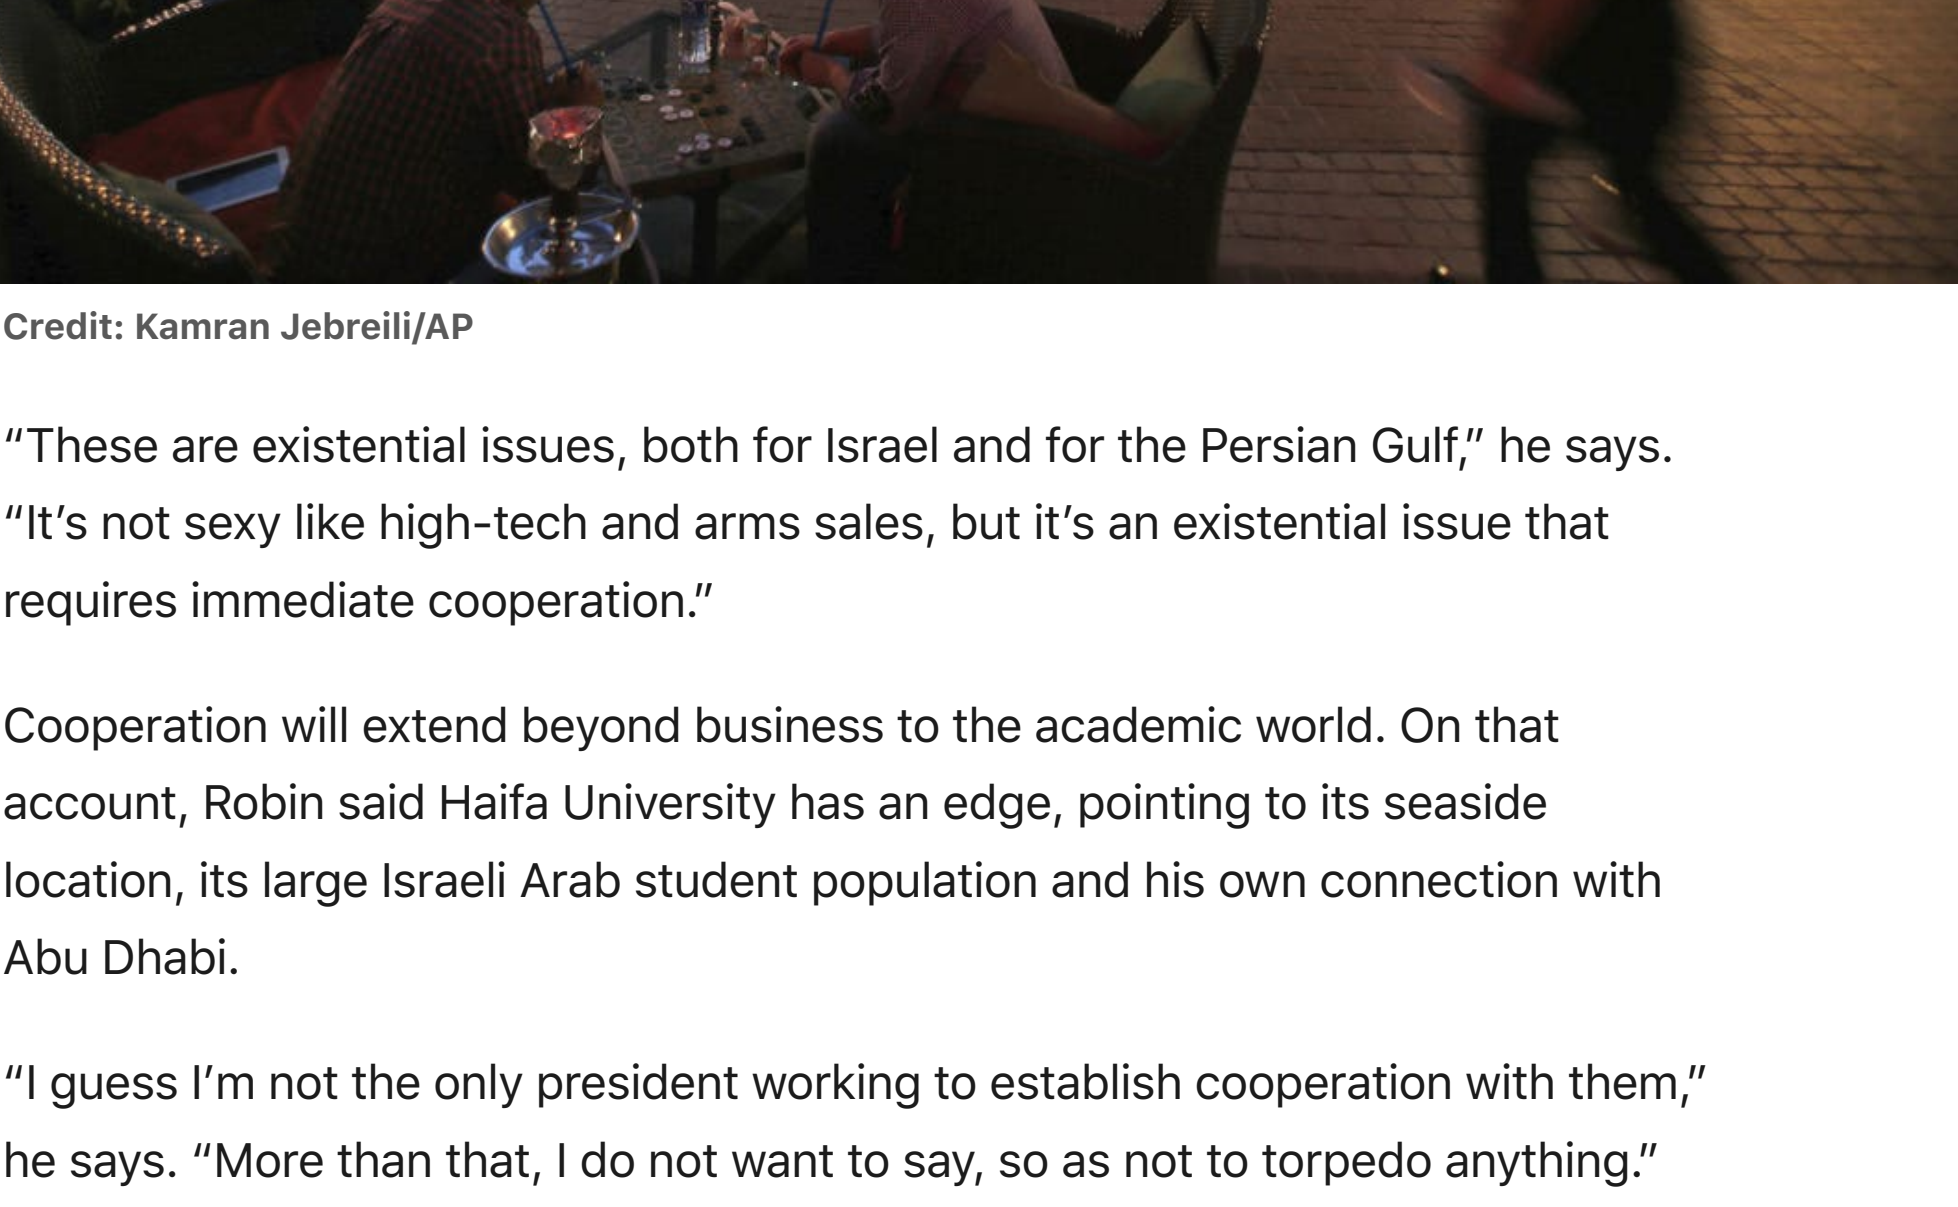 Credit: Kamran Jebreili/AP
“These are existential issues, both for Israel and for the Persian Gulf,” he says.
“It’s not sexy like high-tech and arms sales, but it’s an existential issue that
requires immediate cooperation.”
Cooperation will extend beyond business to the academic world. On that
account, Robin said Haifa University has an edge, pointing to its seaside
location, its large Israeli Arab student population and his own connection with
Abu Dhabi.
“I guess I’m not the only president working to establish cooperation with them,”
he says. “More than that, I do not want to say, so as not to torpedo anything.”